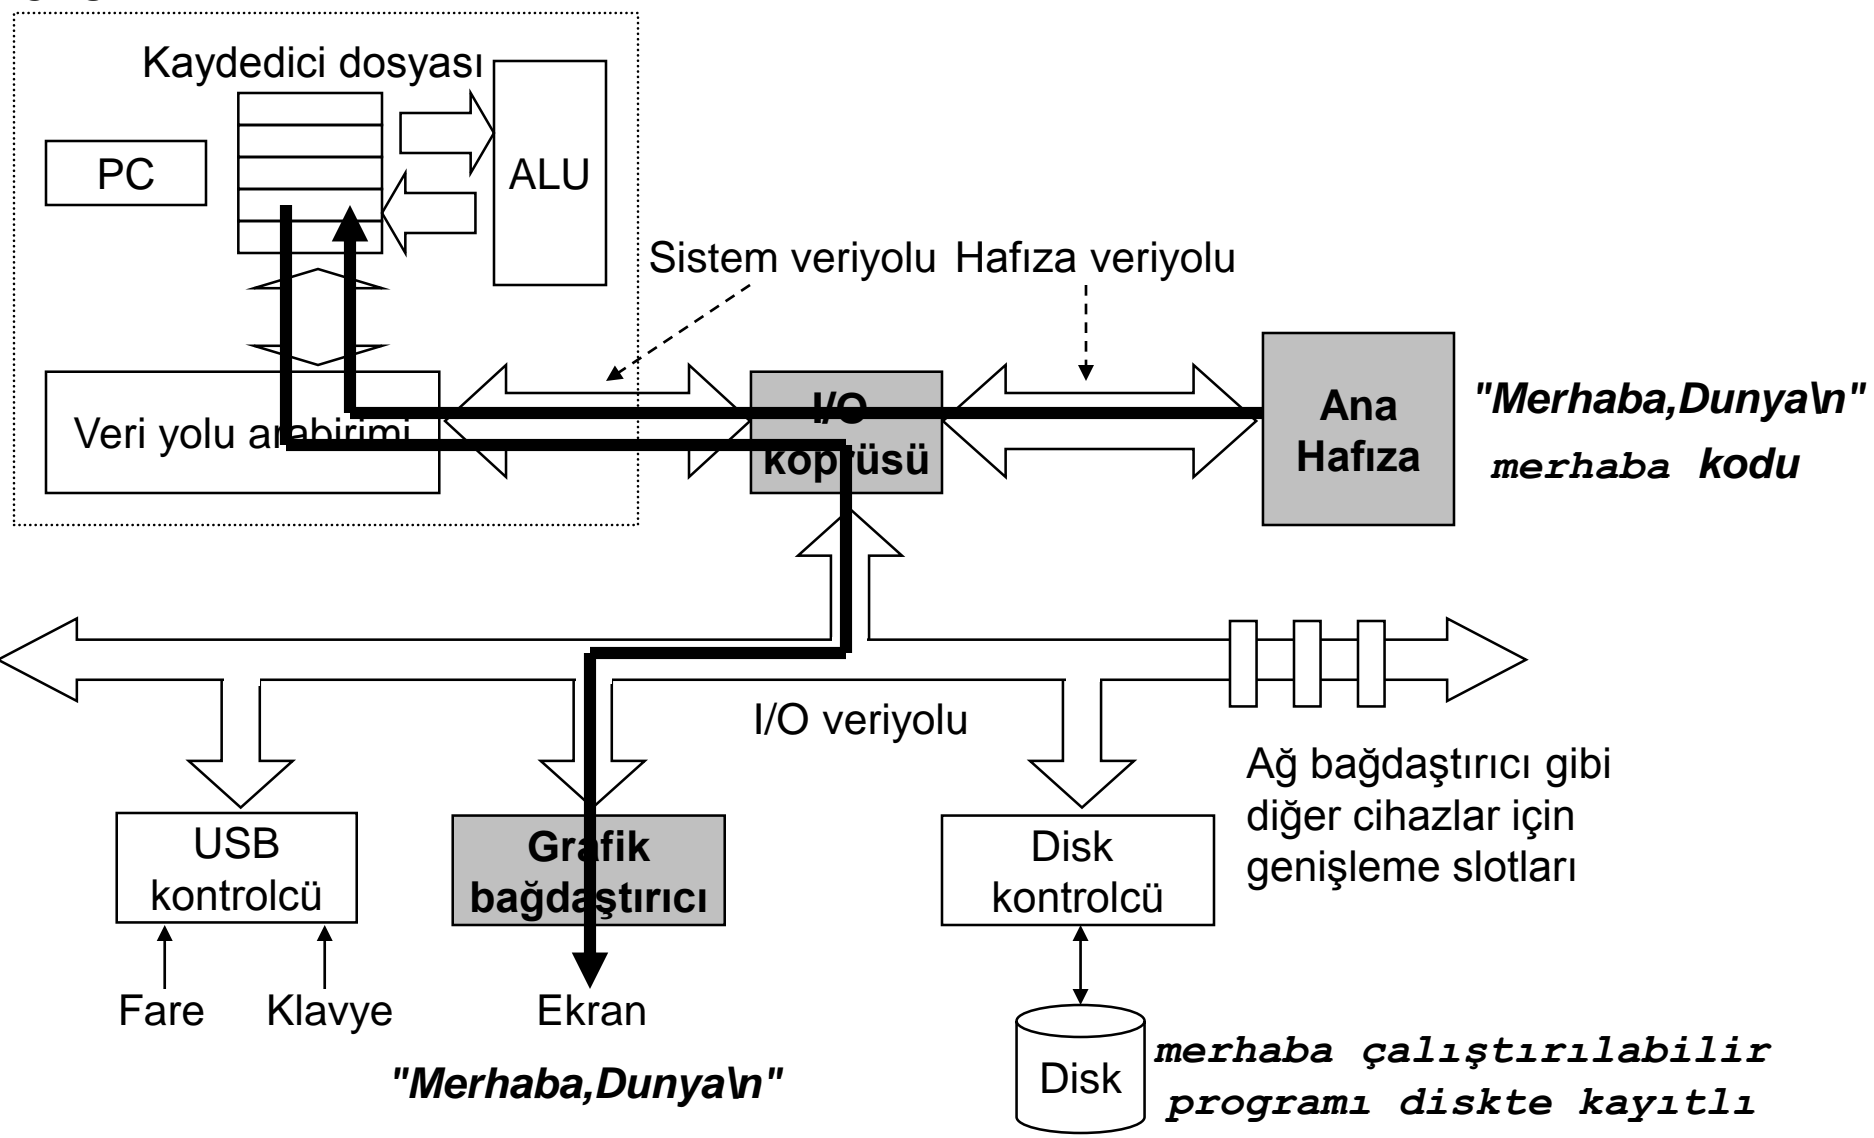 Kaydedici dosyası
PC
ALU
Sistem veriyolu
Hafıza veriyolu
Veri yolu arabirimi
I/O
köprüsü
Ana
Hafıza
"Merhaba,Dunya\n"
merhaba kodu
I/O veriyolu
Ağ bağdaştırıcı gibi
diğer cihazlar için
genişleme slotları
USB
kontrolcü
Grafik
bağdaştırıcı
Disk
kontrolcü
Fare
Klavye
Ekran
"Merhaba,Dunya\n"
Disk
merhaba çalıştırılabilir
programı diskte kayıtlı